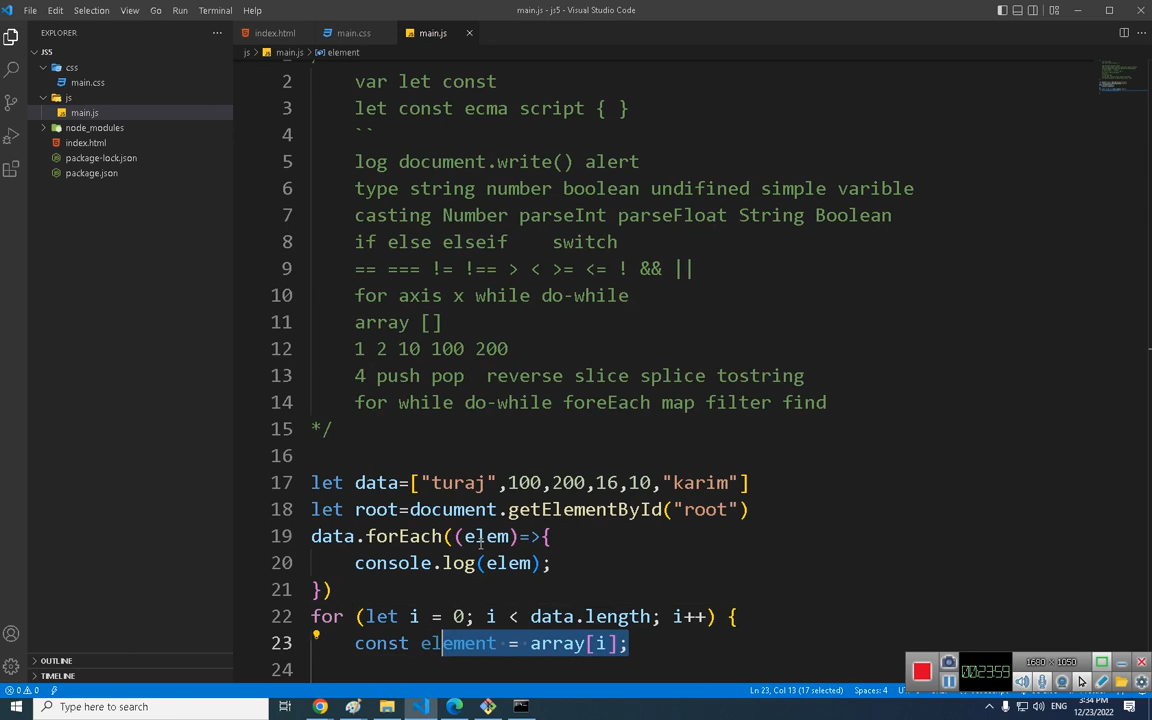 File Edit Selection View Go Run Terminal Help
main.js - js5 - Visual Studio Code
EXPLORER
JS5
css
main.css
js
main.js
node_modules
index.html
package-lock.json
package.json
OUTLINE
TIMELINE
index.html main.css main.js
js > main.js > element
2 var let const
3 let const ecma script { }
4 ``
5 log document.write() alert
6 type string number boolean undifined simple varible
7 casting Number parseInt parseFloat String Boolean
8 if else elseif switch
9 == === != !== > < >= <= ! && ||
10 for axis x while do-while
11 array []
12 1 2 10 100 200
13 4 push pop reverse slice splice tostring
14 for while do-while foreEach map filter find
15 */
16
17 let data=["turaj",100,200,16,10,"karim"]
18 let root=document.getElementById("root")
19 data.forEach((elem)=>{
20 console.log(elem);
21 })
22 for (let i = 0; i < data.length; i++) {
23 const element = array[i];
24
1680 x 1050
00:23:59
0 0 Ln 23, Col 13 (17 selected) Spaces: 4
Type here to search
ENG
3:34 PM
12/23/2022